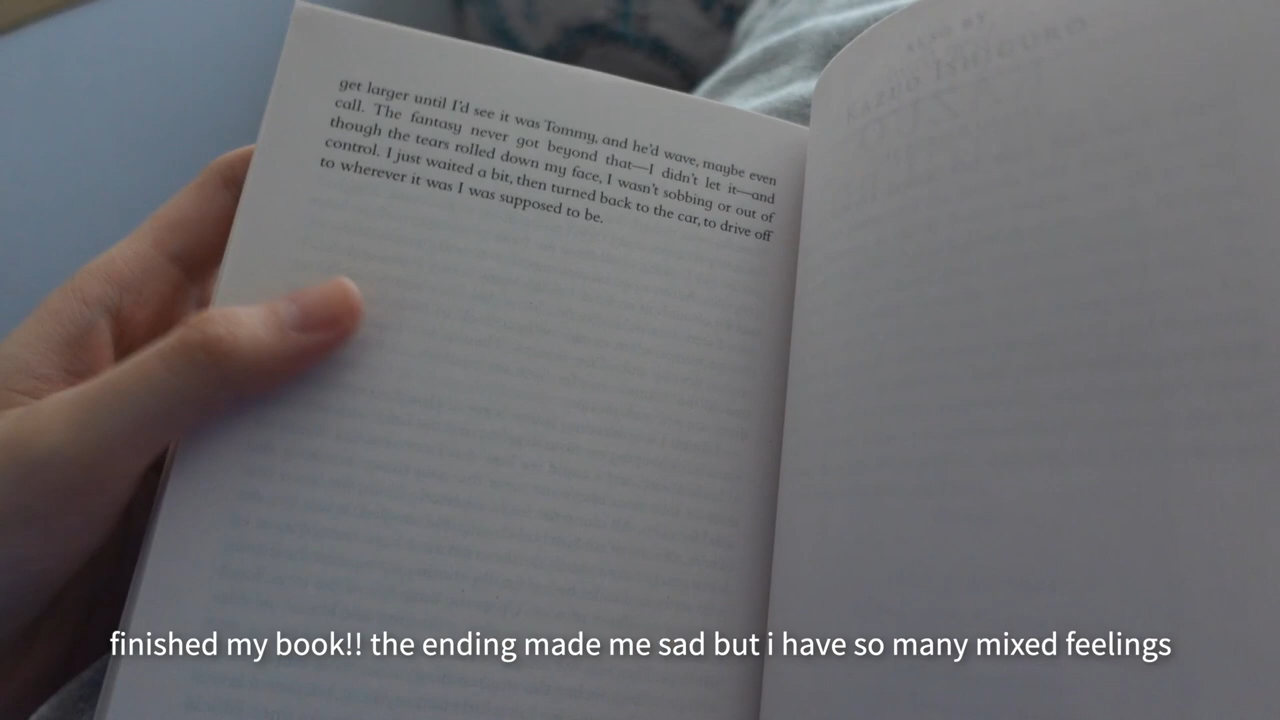 get larger until I'd see it was Tommy, and he'd wave, maybe even
call. The fantasy never got beyond that—I didn't let it—and
though the tears rolled down my face, I wasn't sobbing or out of
control. I just waited a bit, then turned back to the car, to drive off
to wherever it was I was supposed to be.
finished my book!! the ending made me sad but i have so many mixed feelings